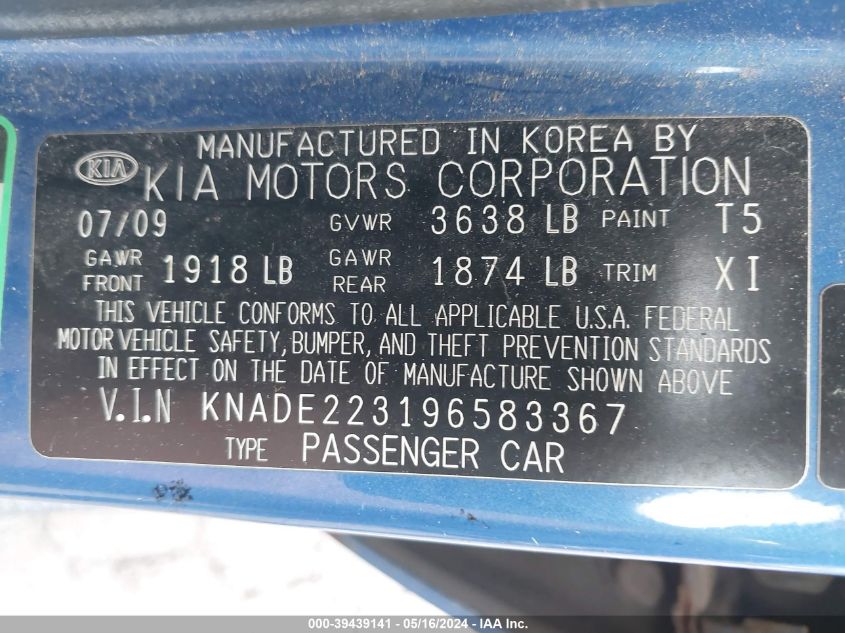 MANUFACTURED IN KOREA BY
KIA KIA MOTORS CORPORATION
07/09 GVWR 3638 LB PAINT T5
GAWR FRONT 1918 LB GAWR REAR 1874 LB TRIM XI
THIS VEHICLE CONFORMS TO ALL APPLICABLE U.S.A. FEDERAL
MOTOR VEHICLE SAFETY, BUMPER, AND THEFT PREVENTION STANDARDS
IN EFFECT ON THE DATE OF MANUFACTURE SHOWN ABOVE
V.I.N KNADE223196583367
TYPE PASSENGER CAR
000-39439141 - 05/16/2024 - IAA Inc.